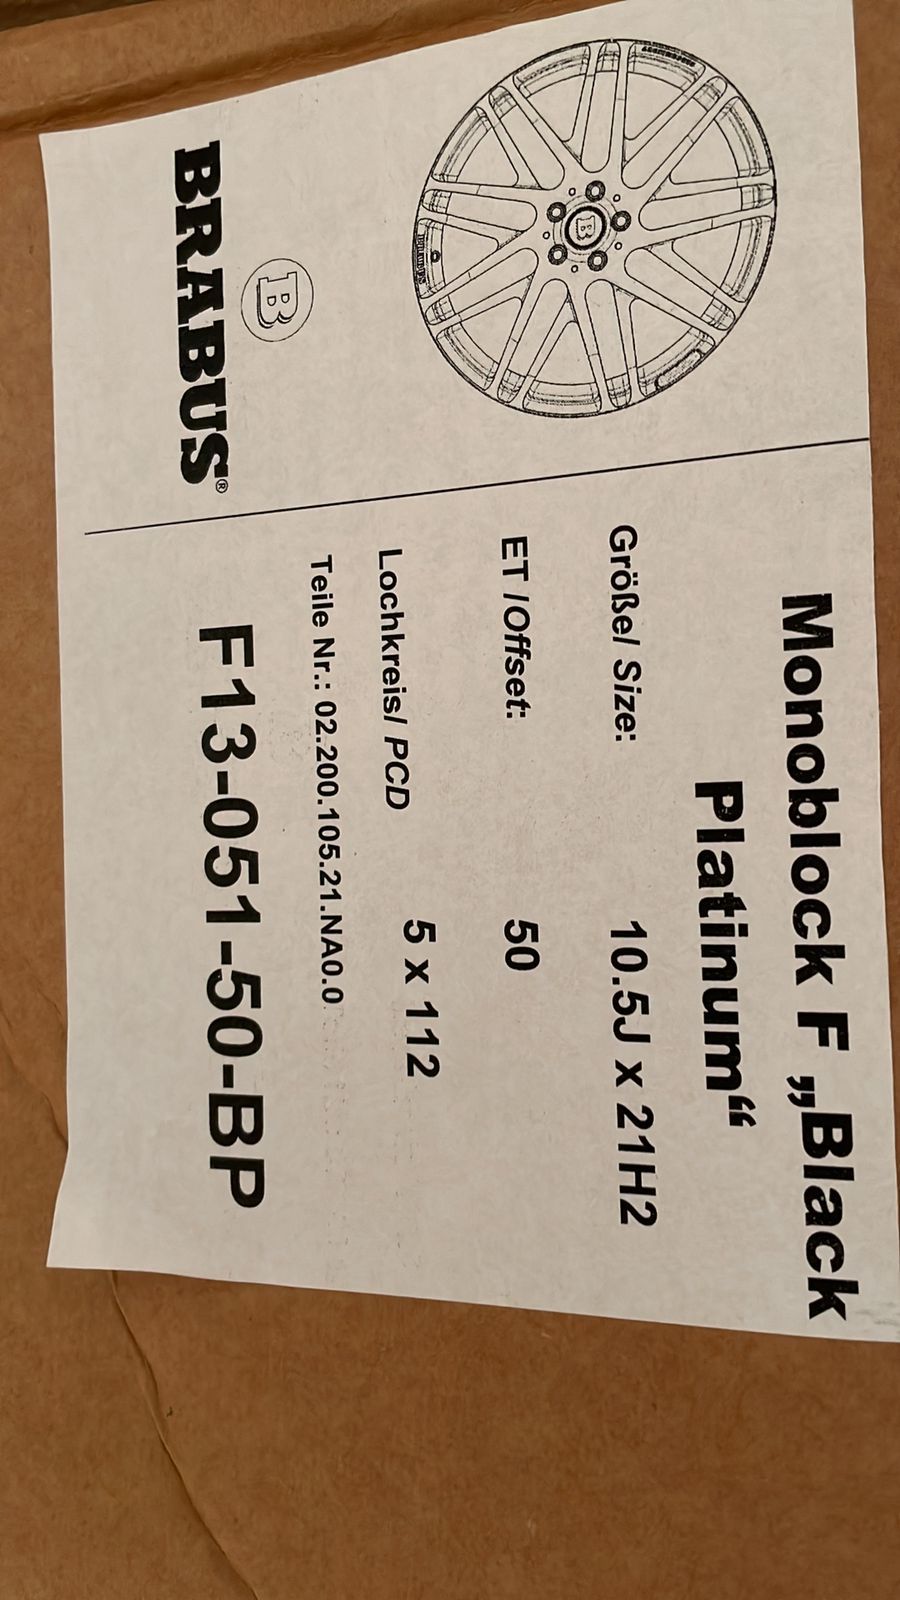 Monoblock F „Black
Platinum“
Größe/ Size: 10.5J x 21H2
ET /Offset: 50
Lochkreis/ PCD 5 x 112
Teile Nr.: 02.200.105.21.NA0.0
F13-051-50-BP
B
BRABUS®
B